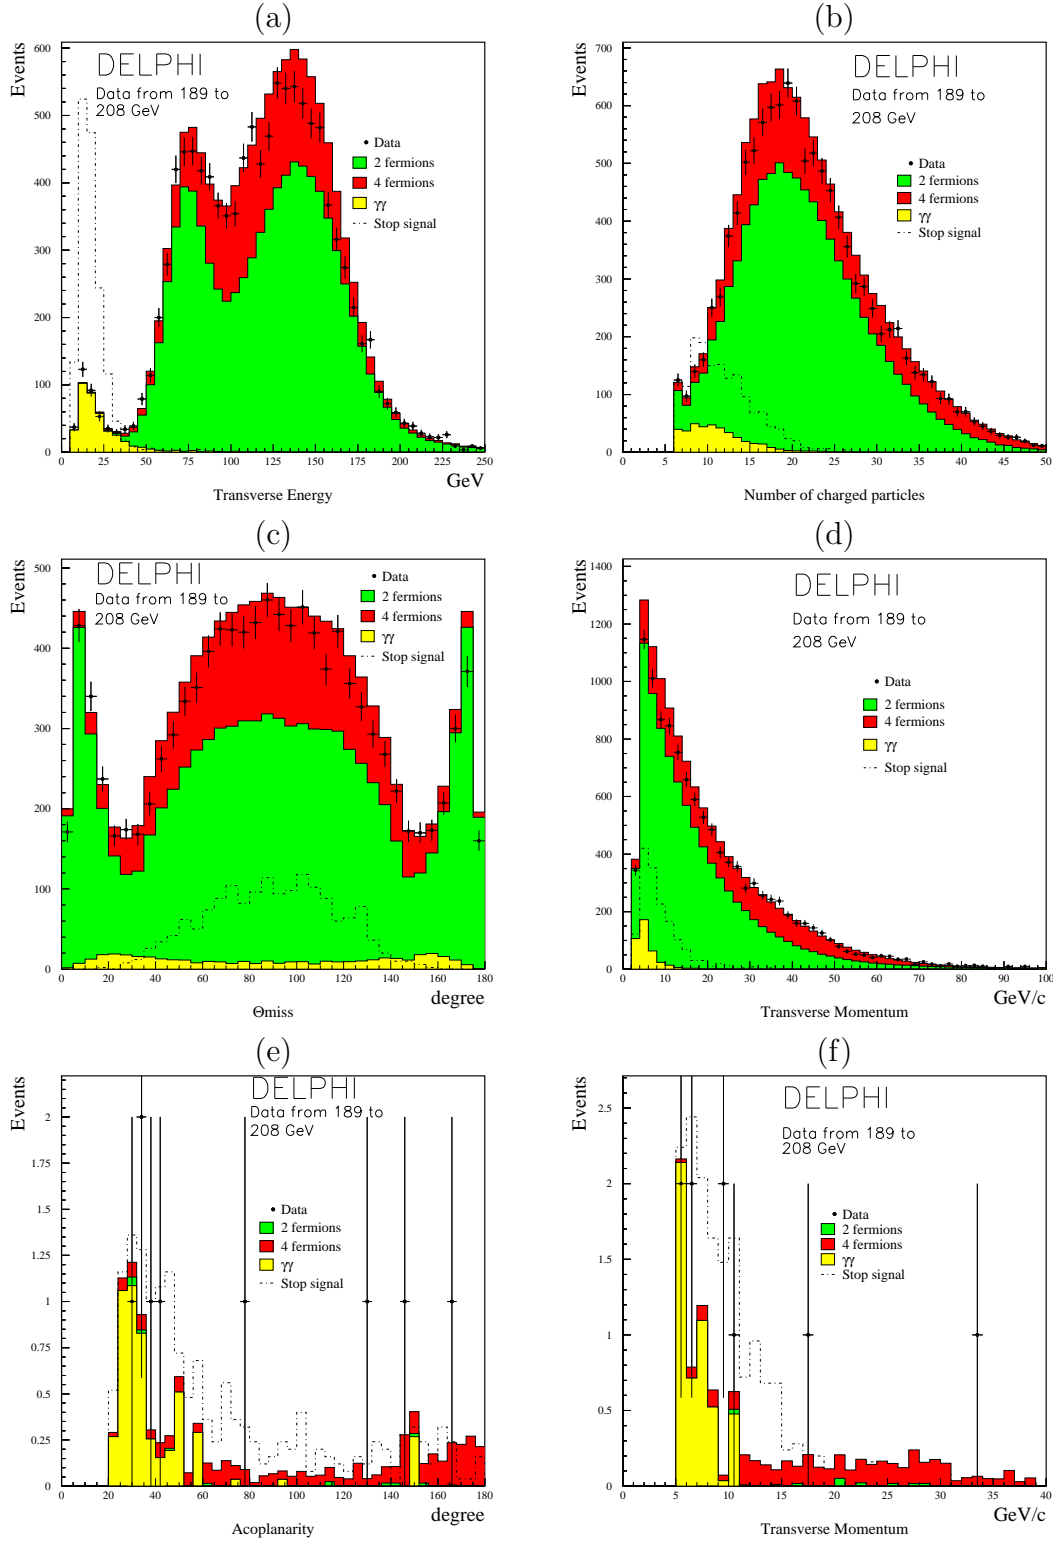 (a)
Events
600
500
400
300
200
100
0
DELPHI
Data from 189 to
208 GeV
Data
2 fermions
4 fermions
γγ
Stop signal
0 25 50 75 100 125 150 175 200 225 250
GeV
Transverse Energy
(b)
Events
700
600
500
400
300
200
100
0
DELPHI
Data from 189 to
208 GeV
Data
2 fermions
4 fermions
γγ
Stop signal
0 5 10 15 20 25 30 35 40 45 50
Number of charged particles
(c)
Events
500
400
300
200
100
0
DELPHI
Data from 189 to
208 GeV
Data
2 fermions
4 fermions
γγ
Stop signal
0 20 40 60 80 100 120 140 160 180
degree
Θmiss
(d)
Events
1400
1200
1000
800
600
400
200
0
DELPHI
Data from 189 to
208 GeV
Data
2 fermions
4 fermions
γγ
Stop signal
0 10 20 30 40 50 60 70 80 90 100
GeV/c
Transverse Momentum
(e)
Events
2
1.75
1.5
1.25
1
0.75
0.5
0.25
0
DELPHI
Data from 189 to
208 GeV
Data
2 fermions
4 fermions
γγ
Stop signal
0 20 40 60 80 100 120 140 160 180
degree
Acoplanarity
(f)
Events
2.5
2
1.5
1
0.5
0
DELPHI
Data from 189 to
208 GeV
Data
2 fermions
4 fermions
γγ
Stop signal
0 5 10 15 20 25 30 35 40
GeV/c
Transverse Momentum